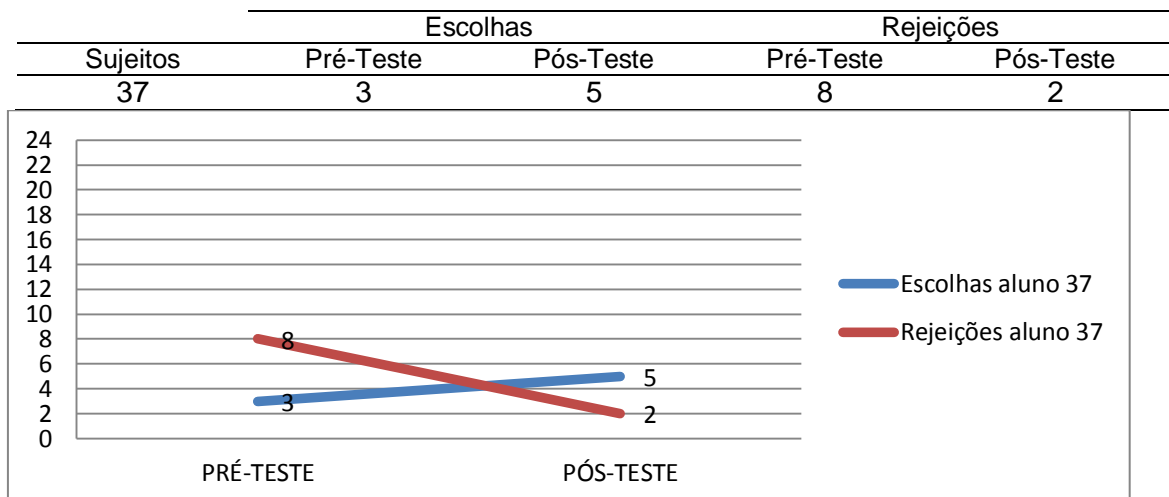 Escolhas Rejeições
Sujeitos Pré-Teste Pós-Teste Pré-Teste Pós-Teste
37 3 5 8 2
24
22
20
18
16
14
12
10
8
6
4
2
0
8
3
5
2
PRÉ-TESTE PÓS-TESTE
Escolhas aluno 37
Rejeições aluno 37